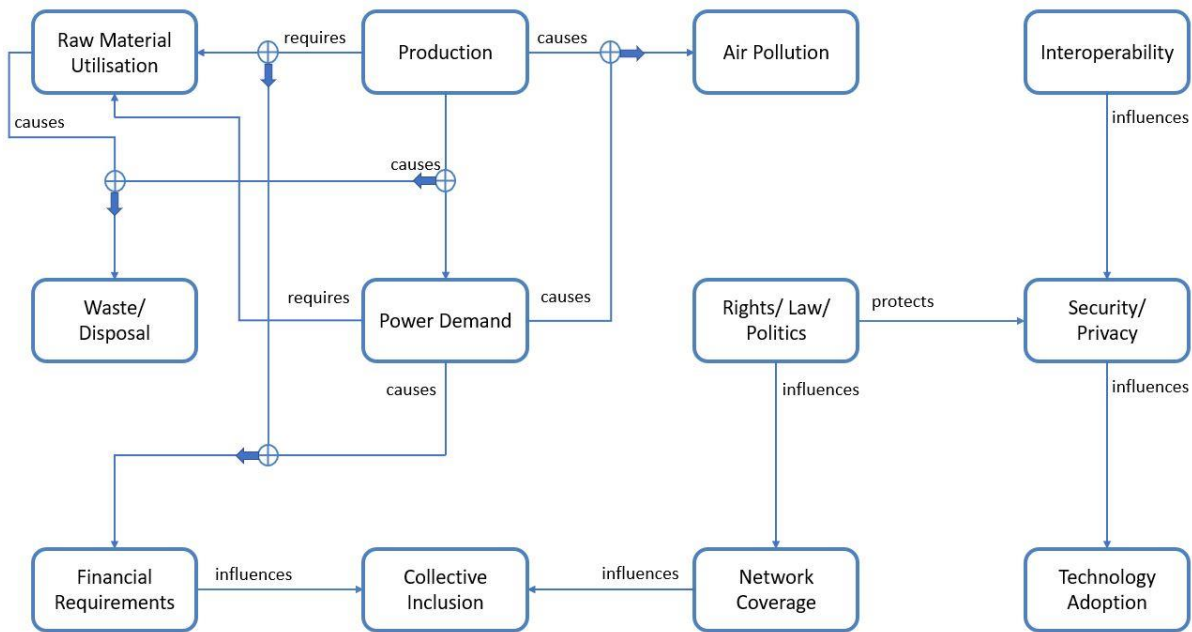 Raw Material
Utilisation
requires
Production
causes
Air Pollution
Interoperability
causes
influences
causes
Waste/
Disposal
requires
Power Demand
causes
Rights/ Law/
Politics
protects
Security/
Privacy
causes
influences
influences
Financial
Requirements
influences
Collective
Inclusion
influences
Network
Coverage
Technology
Adoption